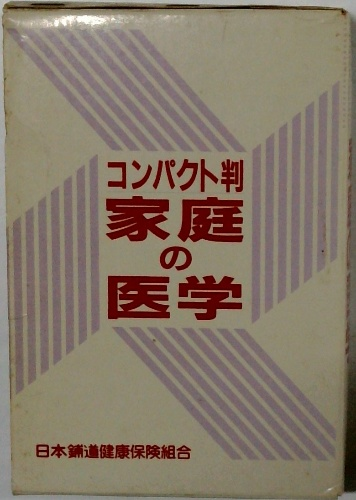 コンパクト判
家庭
の
医学
日本鋪道健康保険組合